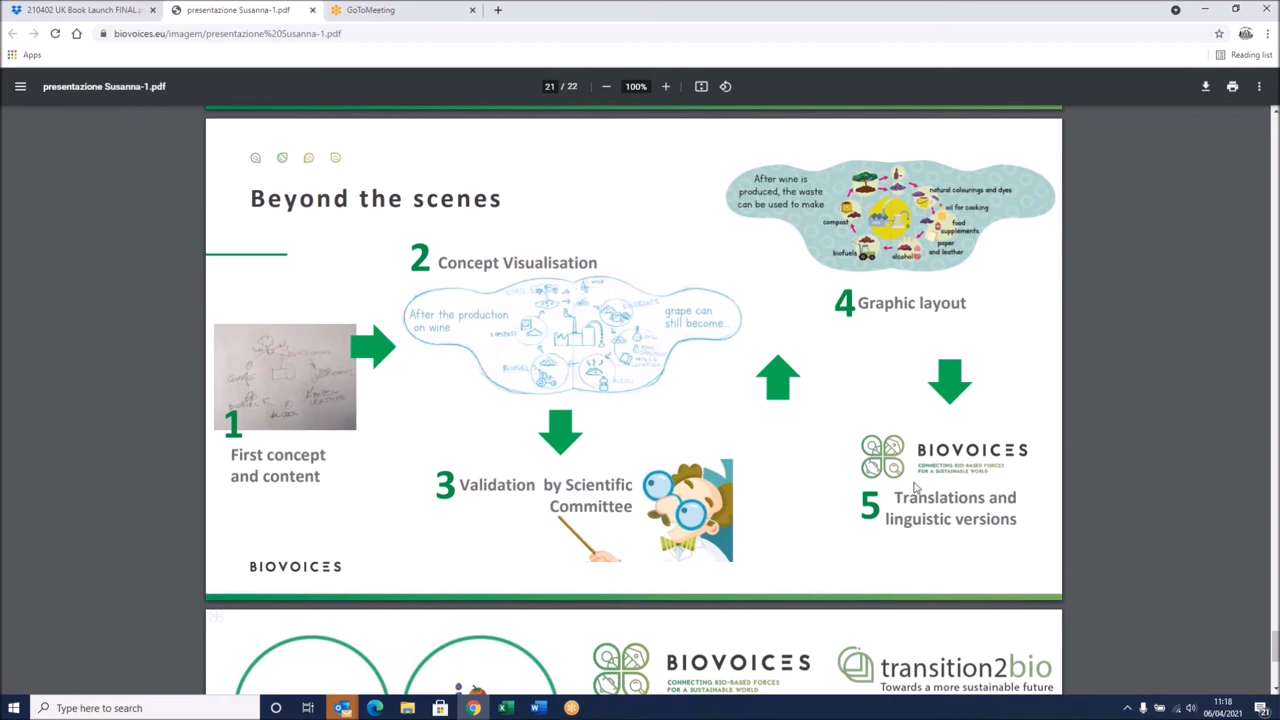 210402 UK Book Launch FINAL.p
presentazione Susanna-1.pdf
GoToMeeting
biovoices.eu/imagem/presentazione%20Susanna-1.pdf
Apps
Reading list
presentazione Susanna-1.pdf
21 / 22
100%
Beyond the scenes
After wine is
produced, the waste
can be used to make
natural colourings and dyes
oil for cooking
food
supplements
paper
and leather
alcohol
biofuels
compost
2 Concept Visualisation
After the production
on wine
grape can
still become..
BIOFUEL
4 Graphic layout
1
First concept
and content
BIOVOICES
CONNECTING BIO-BASED FORCES
FOR A SUSTAINABLE WORLD
3 Validation by Scientific
Committee
5 Translations and
linguistic versions
BIOVOICES
BIOVOICES
CONNECTING BIO-BASED FORCES
FOR A SUSTAINABLE WORLD
transition2bio
Towards a more sustainable future
Type here to search
11:18
06/04/2021
21